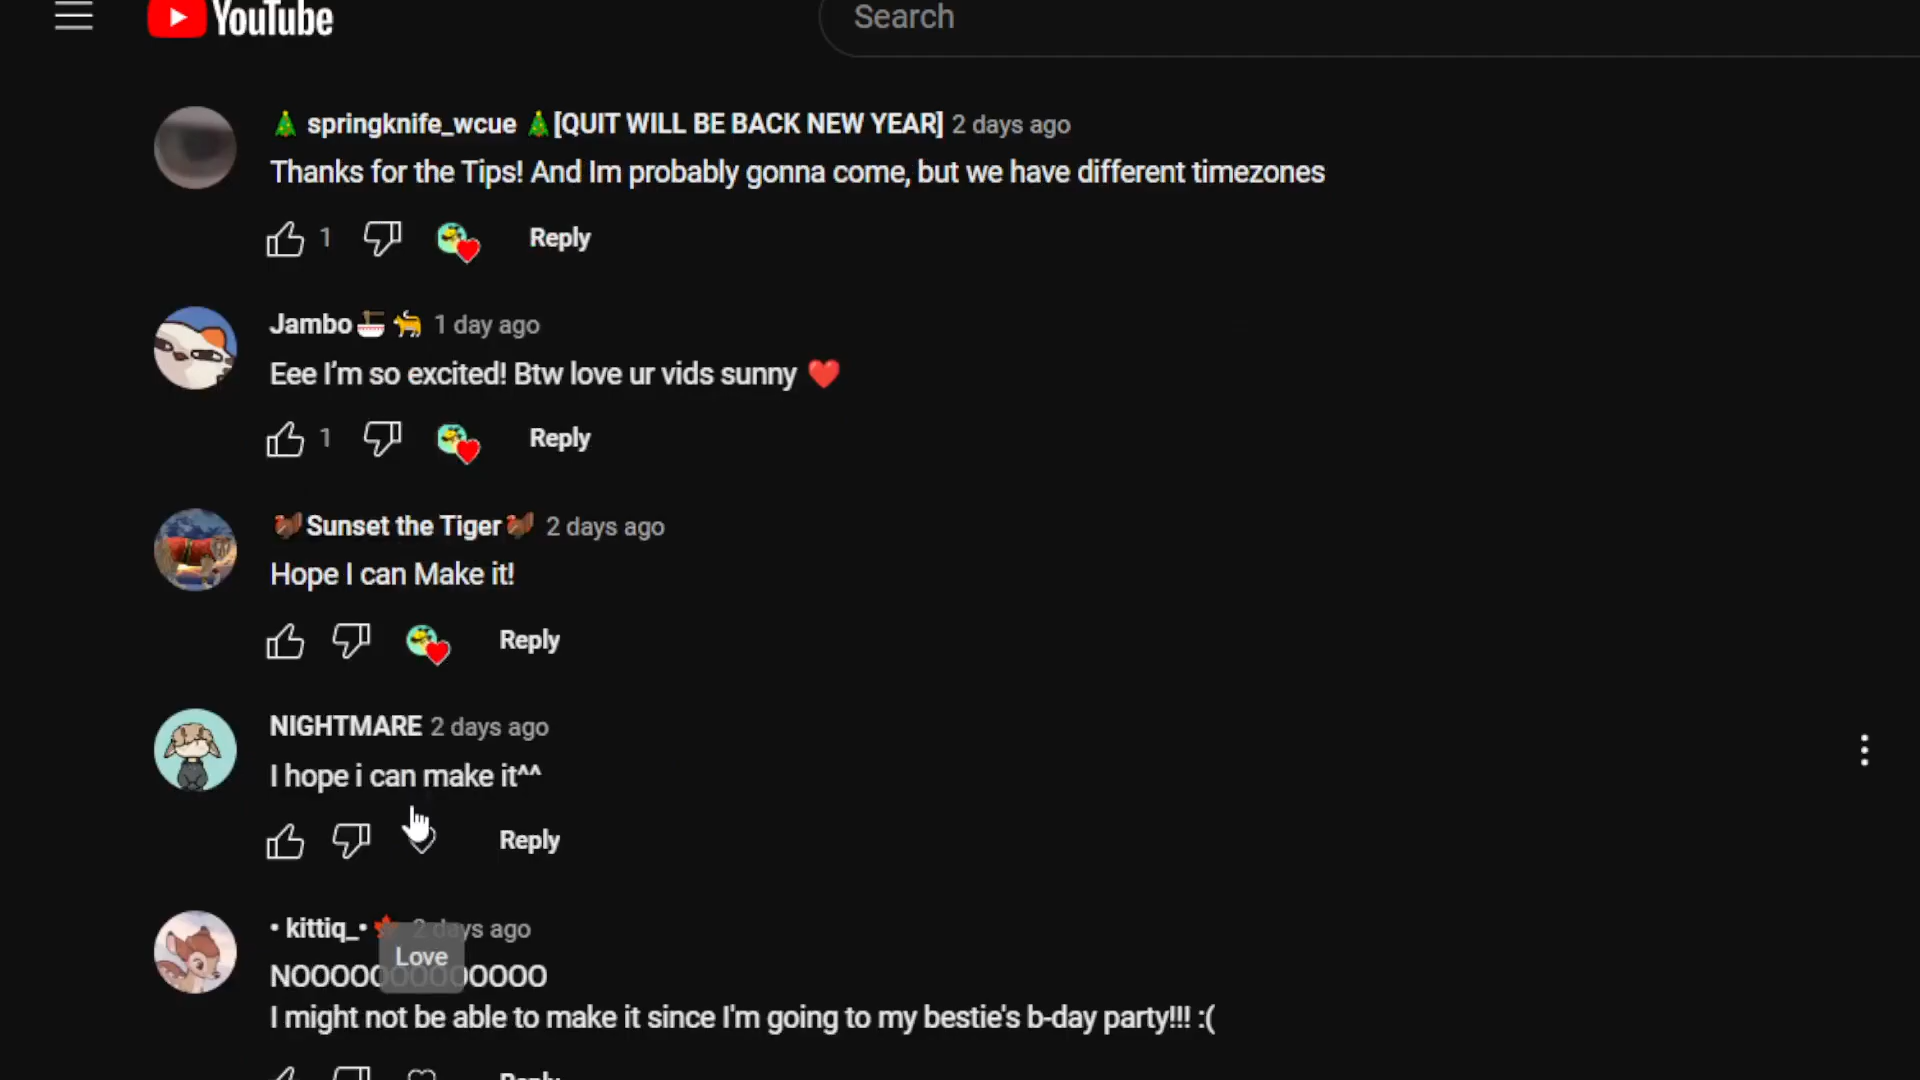 YouTube
Search
springknife_wcue [QUIT WILL BE BACK NEW YEAR] 2 days ago
Thanks for the Tips! And Im probably gonna come, but we have different timezones
1 Reply
Jambo 1 day ago
Eee I'm so excited! Btw love ur vids sunny
1 Reply
Sunset the Tiger 2 days ago
Hope I can Make it!
Reply
NIGHTMARE 2 days ago
I hope i can make it^^
Reply
• kittiq_• 2 days ago
Love
I might not be able to make it since I'm going to my bestie's b-day party!!! :(
Reply